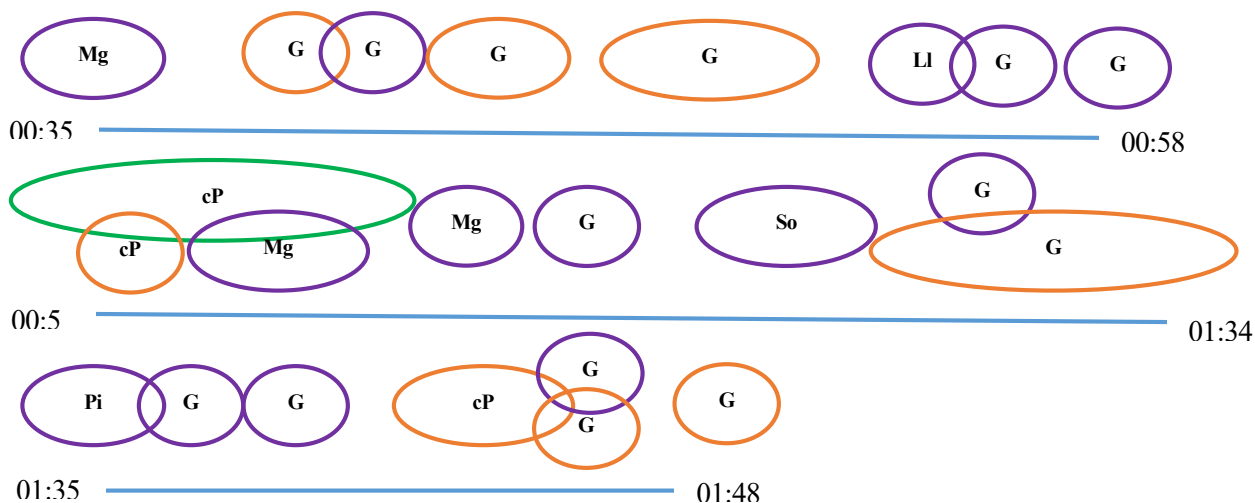 Mg G G G G Ll G G
00:35 00:58
cP G
cP Mg Mg G So G
00:5 01:34
Pi G G cP G G G
01:35 01:48